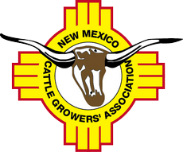 NEW MEXICO
CATTLE GROWERS' ASSOCIATION